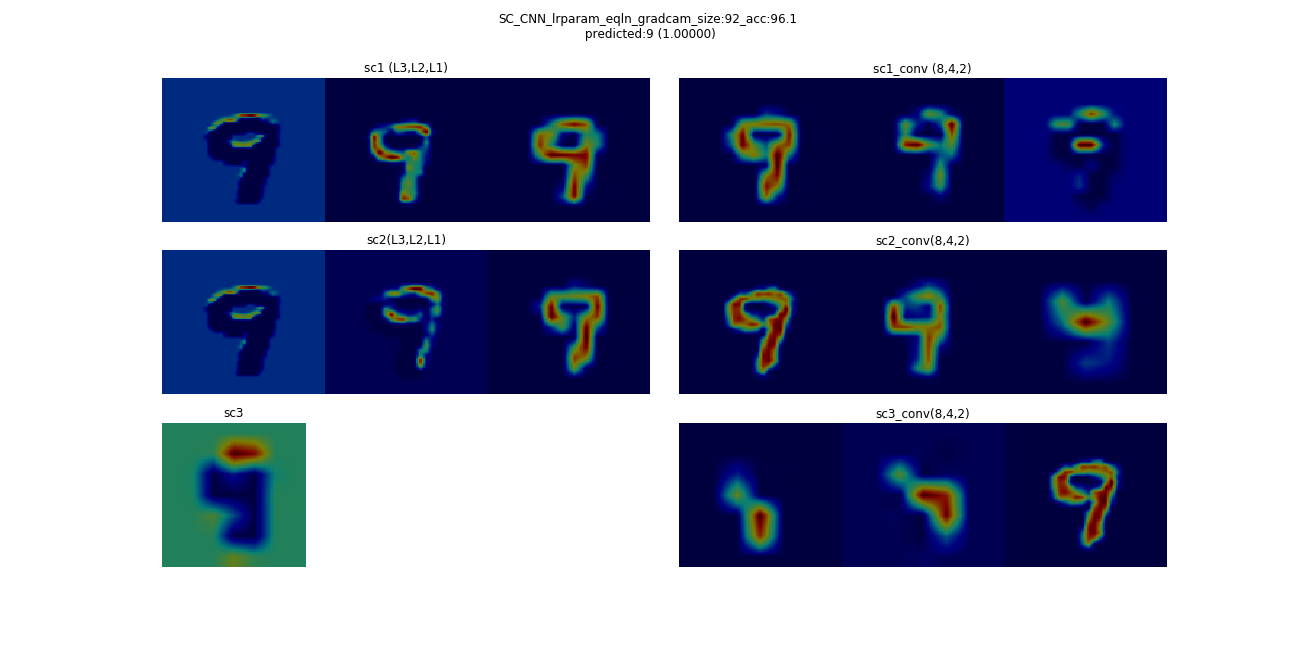 SC_CNN_lrparam_eqln_gradcam_size:92_acc:96.1
predicted:9 (1.00000)
sc1 (L3,L2,L1)
sc1_conv (8,4,2)
sc2(L3,L2,L1)
sc2_conv(8,4,2)
sc3
sc3_conv(8,4,2)